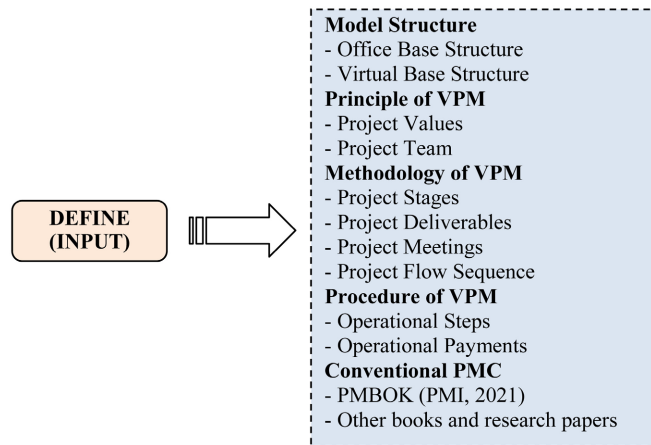 DEFINE
(INPUT)
Model Structure
- Office Base Structure
- Virtual Base Structure
Principle of VPM
- Project Values
- Project Team
Methodology of VPM
- Project Stages
- Project Deliverables
- Project Meetings
- Project Flow Sequence
Procedure of VPM
- Operational Steps
- Operational Payments
Conventional PMC
- PMBOK (PMI, 2021)
- Other books and research papers